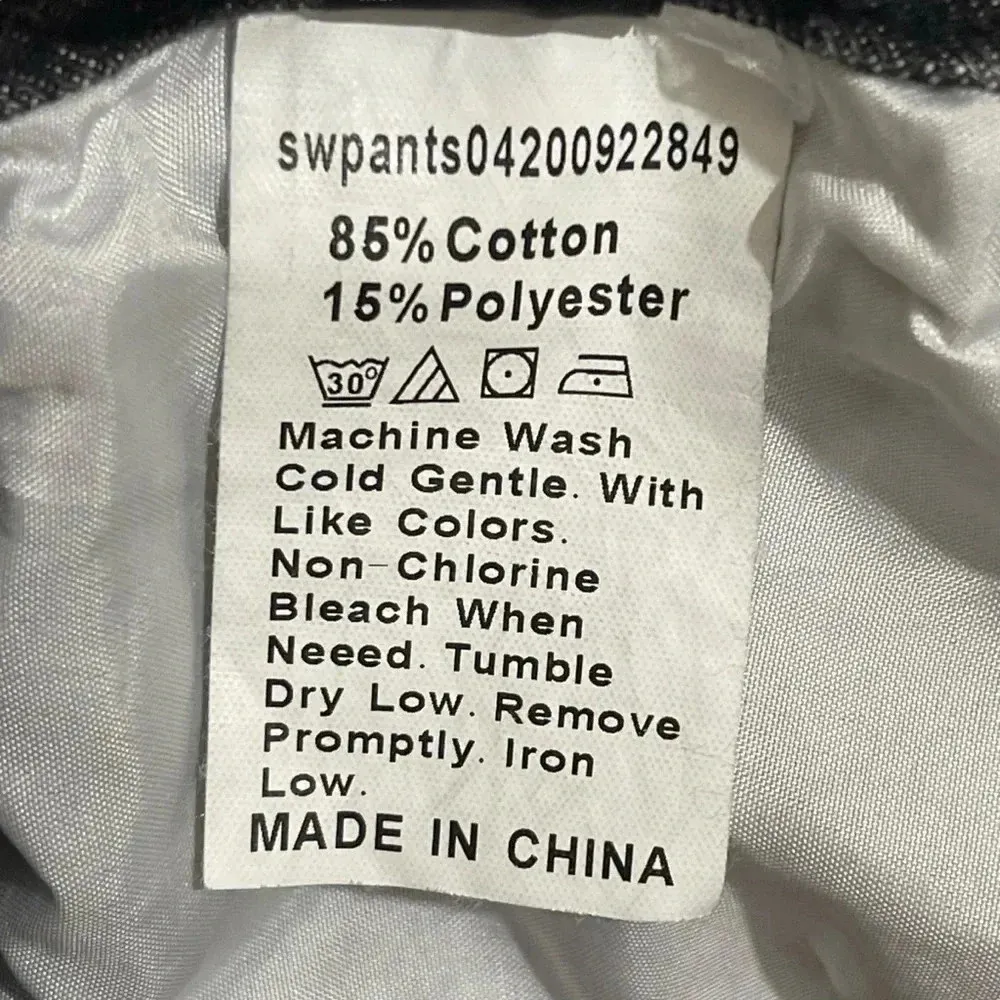 swpants04200922849
85% Cotton
15% Polyester
30°
Machine Wash
Cold Gentle. With
Like Colors.
Non-Chlorine
Bleach When
Neeed. Tumble
Dry Low. Remove
Promptly. Iron
Low.
MADE IN CHINA